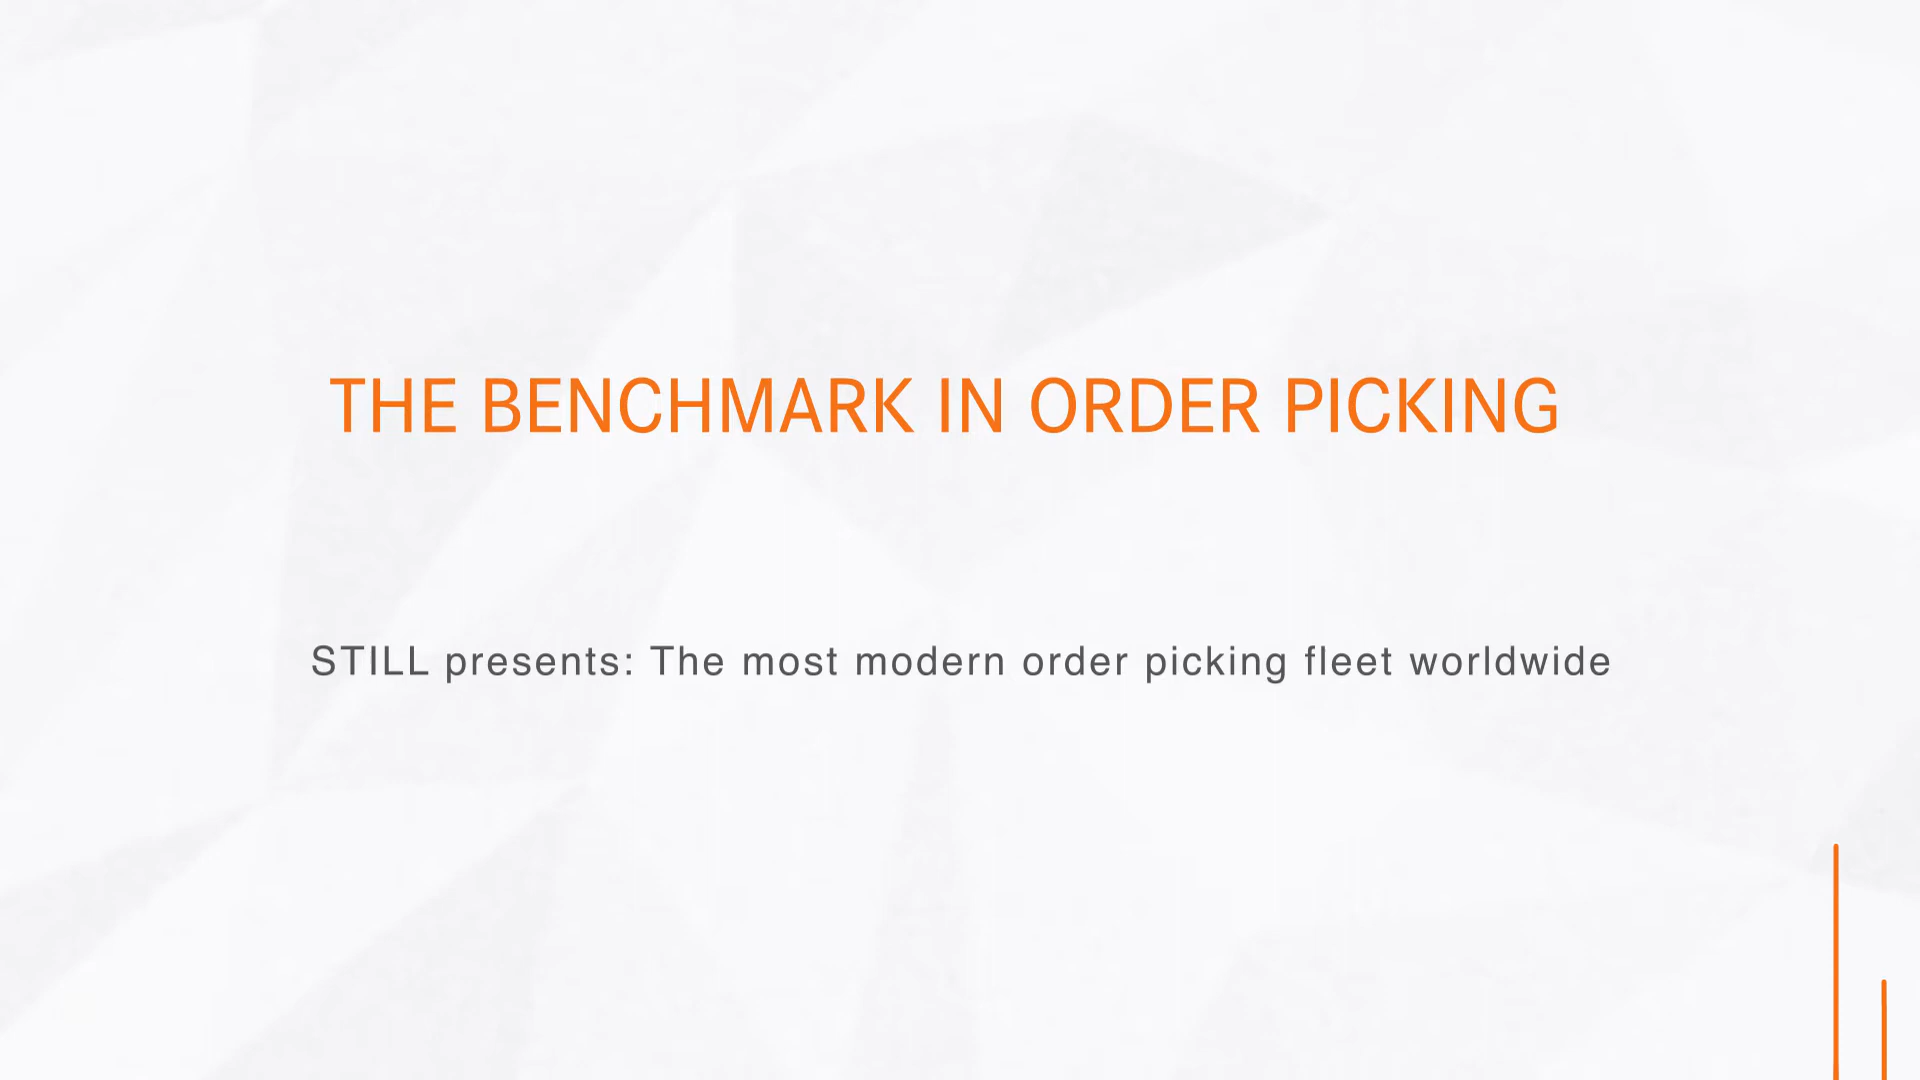 THE BENCHMARK IN ORDER PICKING
STILL presents: The most modern order picking fleet worldwide